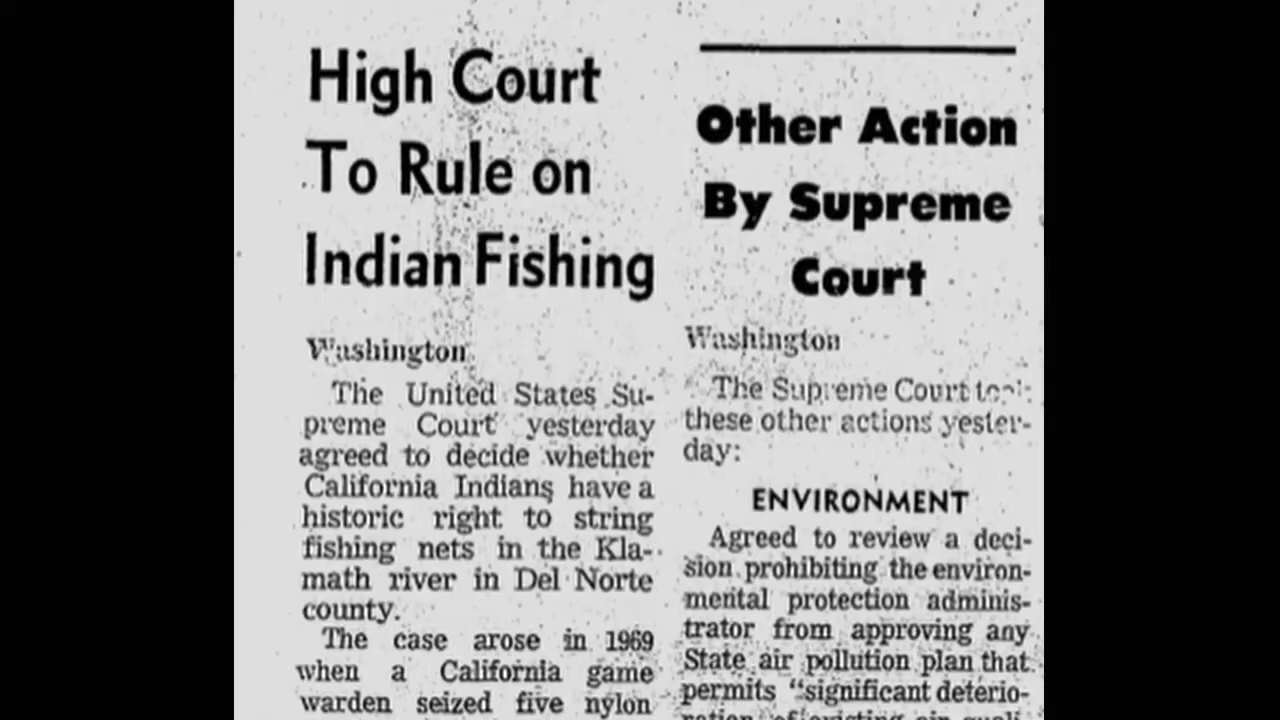 High Court
To Rule on
Indian Fishing
Washington
The United States Su-
preme Court yesterday
agreed to decide whether
California Indians have a
historic right to string
fishing nets in the Kla-
math river in Del Norte
county.
The case arose in 1969
when a California game
warden seized five nylon
Other Action
By Supreme
Court
Washington
The Supreme Court took
these other actions yester-
day:
ENVIRONMENT
Agreed to review a deci-
sion prohibiting the environ-
mental protection adminis-
trator from approving any
State air pollution plan that
permits "significant deterio-